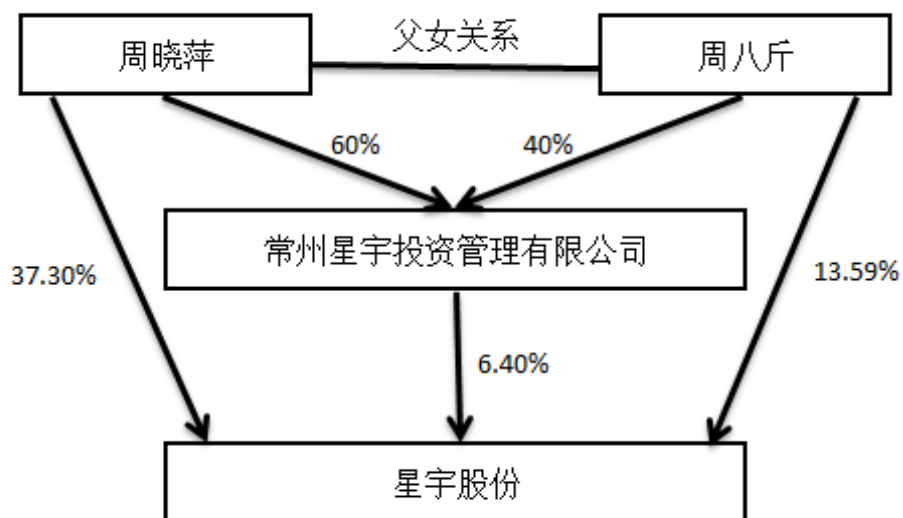 父女关系
周晓萍
周八斤
60%
40%
常州星宇投资管理有限公司
37.30%
13.59%
6.40%
星宇股份